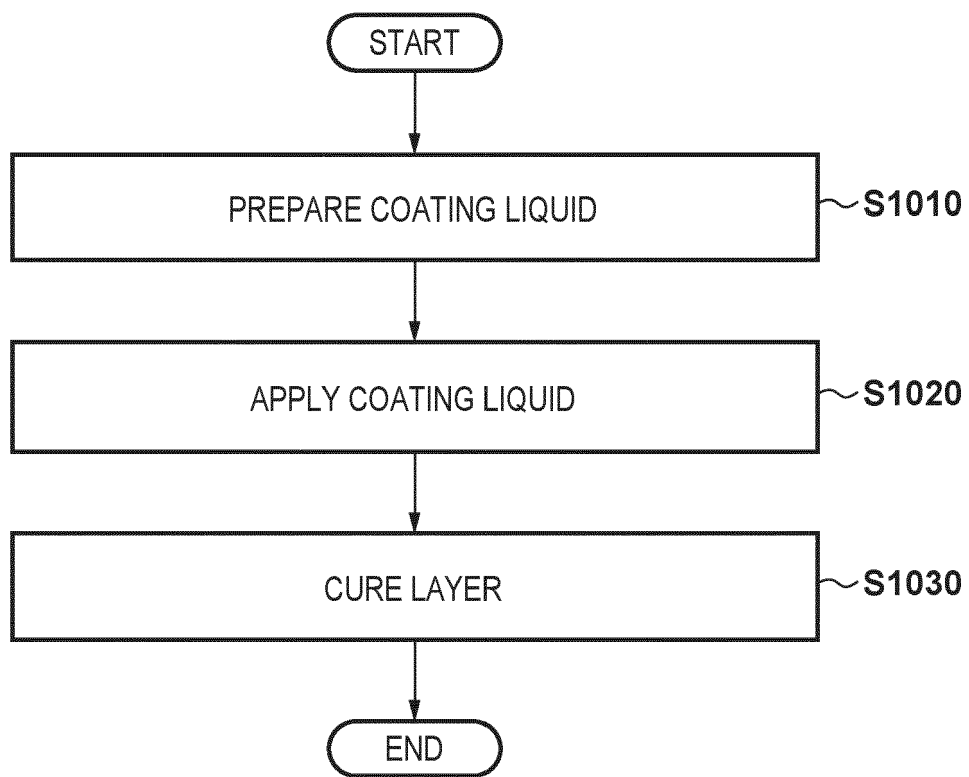 START
PREPARE COATING LIQUID
S1010
APPLY COATING LIQUID
S1020
CURE LAYER
S1030
END